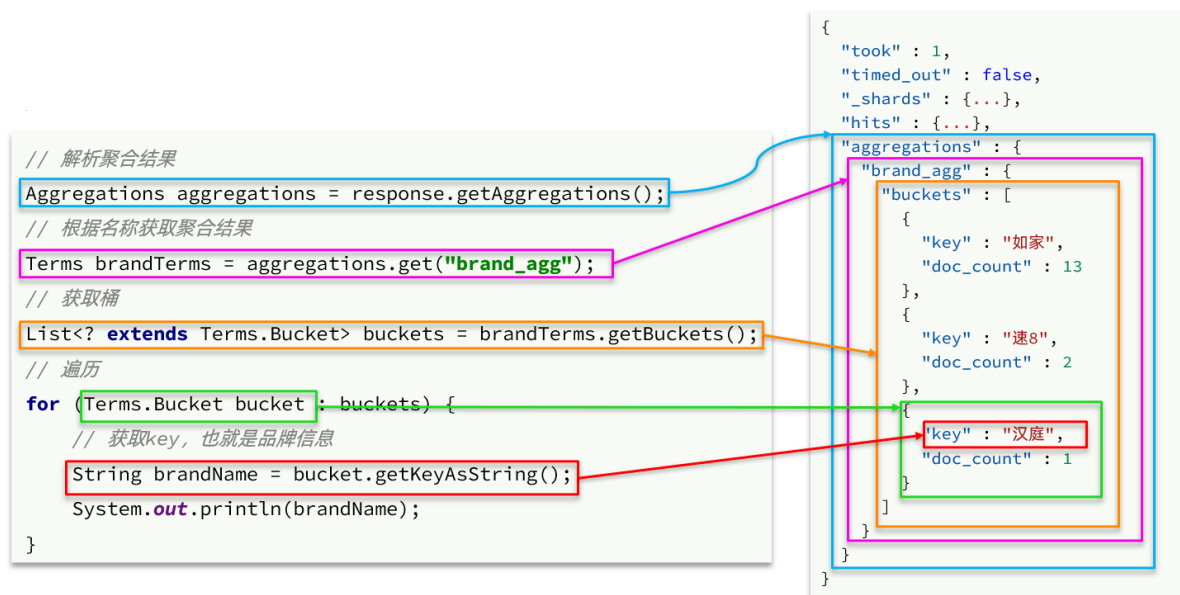 // 解析聚合结果
Aggregations aggregations = response.getAggregations();
// 根据名称获取聚合结果
Terms brandTerms = aggregations.get("brand_agg");
// 获取桶
List<? extends Terms.Bucket> buckets = brandTerms.getBuckets();
// 遍历
for (Terms.Bucket bucket : buckets) {
    // 获取key，也就是品牌信息
    String brandName = bucket.getKeyAsString();
    System.out.println(brandName);
}
{
  "took" : 1,
  "timed_out" : false,
  "_shards" : {...},
  "hits" : {...},
  "aggregations" : {
    "brand_agg" : {
      "buckets" : [
        {
          "key" : "如家",
          "doc_count" : 13
        },
        {
          "key" : "速8",
          "doc_count" : 2
        },
        {
          "key" : "汉庭",
          "doc_count" : 1
        }
      ]
    }
  }
}